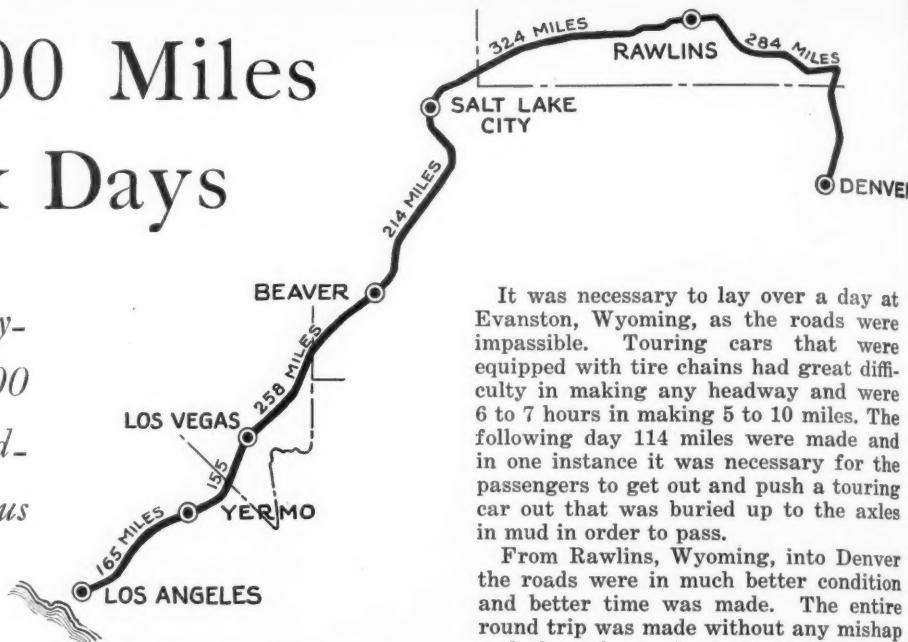 00 Miles
Days
324 MILES
RAWLINS
284 MILES
SALT LAKE
CITY
DENVER
214 MILES
BEAVER
258 MILES
LOS VEGAS
155
YERMO
165 MILES
LOS ANGELES
us
It was necessary to lay over a day at
Evanston, Wyoming, as the roads were
impassible. Touring cars that were
equipped with tire chains had great diffi-
culty in making any headway and were
6 to 7 hours in making 5 to 10 miles. The
following day 114 miles were made and
in one instance it was necessary for the
passengers to get out and push a touring
car out that was buried up to the axles
in mud in order to pass.
From Rawlins, Wyoming, into Denver
the roads were in much better condition
and better time was made. The entire
round trip was made without any mishap